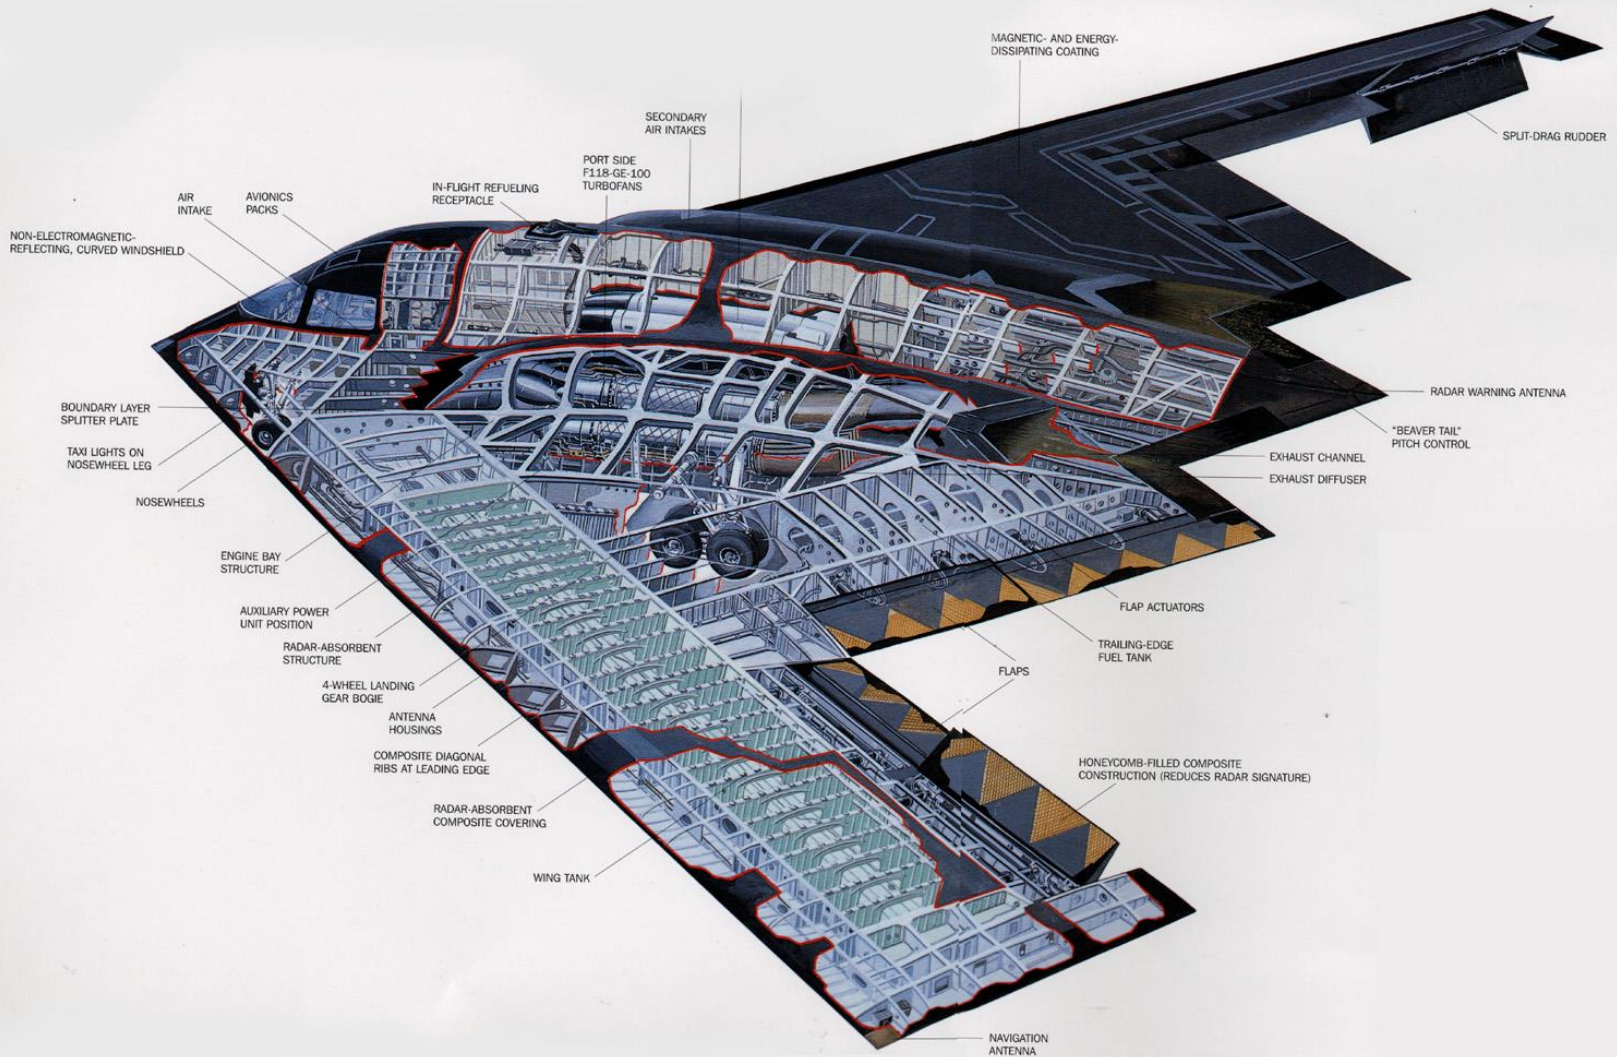 MAGNETIC- AND ENERGY-
DISSIPATING COATING
SECONDARY
AIR INTAKES
SPLIT-DRAG RUDDER
PORT SIDE
F118-GE-100
TURBOFANS
IN-FLIGHT REFUELING
RECEPTACLE
AIR
INTAKE
AVIONICS
PACKS
NON-ELECTROMAGNETIC-
REFLECTING, CURVED WINDSHIELD
RADAR WARNING ANTENNA
BOUNDARY LAYER
SPLITTER PLATE
"BEAVER TAIL"
PITCH CONTROL
TAXI LIGHTS ON
NOSEWHEEL LEG
EXHAUST CHANNEL
EXHAUST DIFFUSER
NOSEWHEELS
ENGINE BAY
STRUCTURE
AUXILIARY POWER
UNIT POSITION
FLAP ACTUATORS
RADAR-ABSORBENT
STRUCTURE
TRAILING-EDGE
FUEL TANK
FLAPS
4-WHEEL LANDING
GEAR BOGIE
ANTENNA
HOUSINGS
COMPOSITE DIAGONAL
RIBS AT LEADING EDGE
HONEYCOMB-FILLED COMPOSITE
CONSTRUCTION (REDUCES RADAR SIGNATURE)
RADAR-ABSORBENT
COMPOSITE COVERING
WING TANK
NAVIGATION
ANTENNA